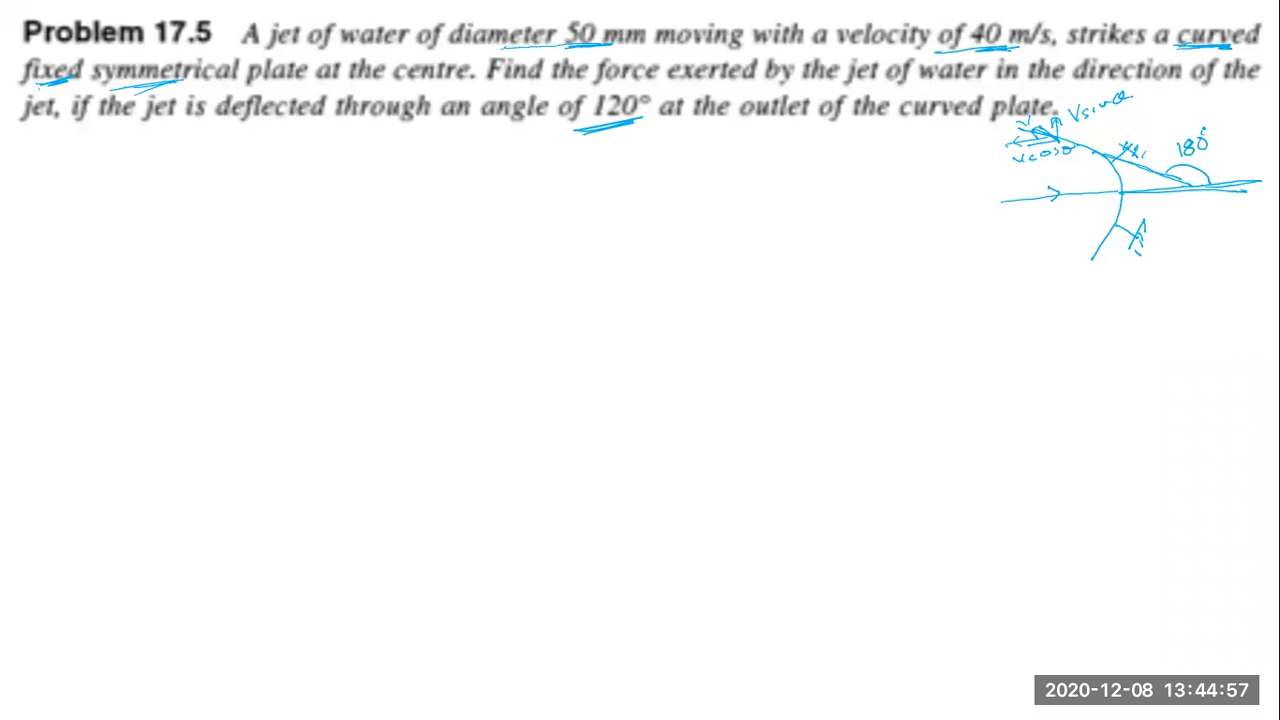 Problem 17.5 A jet of water of diameter 50 mm moving with a velocity of 40 m/s, strikes a curved
fixed symmetrical plate at the centre. Find the force exerted by the jet of water in the direction of the
jet, if the jet is deflected through an angle of 120° at the outlet of the curved plate.
V sin θ
V
V cos θ
180°
2020-12-08 13:44:57